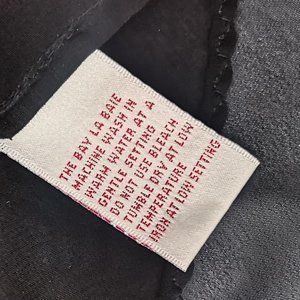 THE BAY LA BAIE
MACHINE WASH IN
WARM WATER AT A
GENTLE SETTING
DO NOT USE BLEACH
TUMBLE DRY AT LOW
TEMPERATURE
IRON AT LOW SETTING